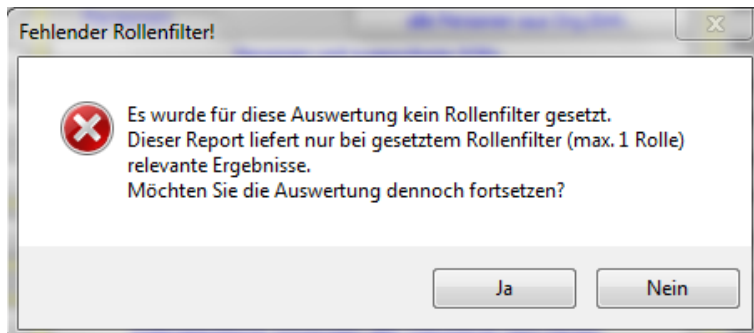 Fehlender Rollenfilter!
Es wurde für diese Auswertung kein Rollenfilter gesetzt.
Dieser Report liefert nur bei gesetztem Rollenfilter (max. 1 Rolle)
relevante Ergebnisse.
Möchten Sie die Auswertung dennoch fortsetzen?
Ja
Nein